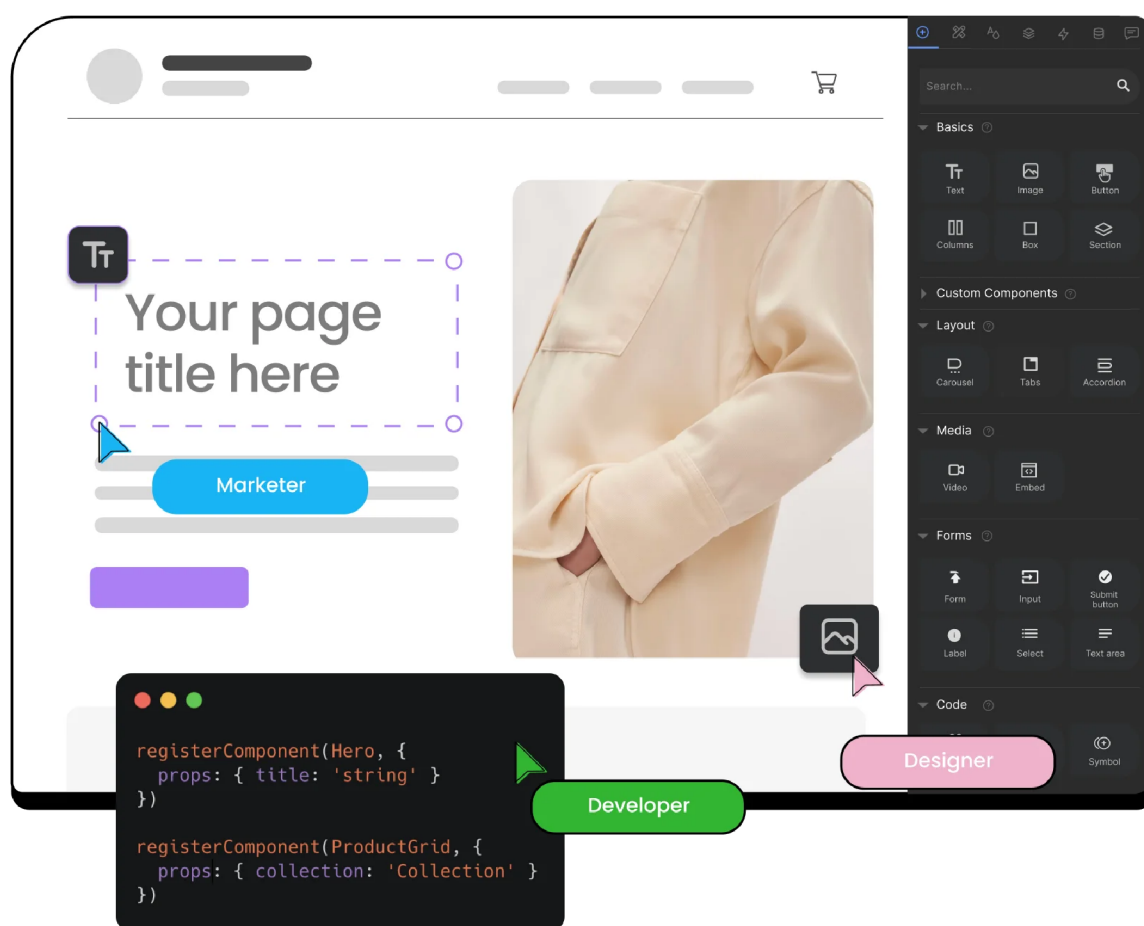 Search...
Basics
Text
Image
Button
Columns
Box
Section
Custom Components
Layout
Carousel
Tabs
Accordion
Media
Video
Embed
Forms
Form
Input
Submit
button
Label
Select
Text area
Code
Symbol
Tt
Your page
title here
Marketer
Designer
Developer
registerComponent(Hero, {
  props: { title: 'string' }
})
registerComponent(ProductGrid, {
  props: { collection: 'Collection' }
})